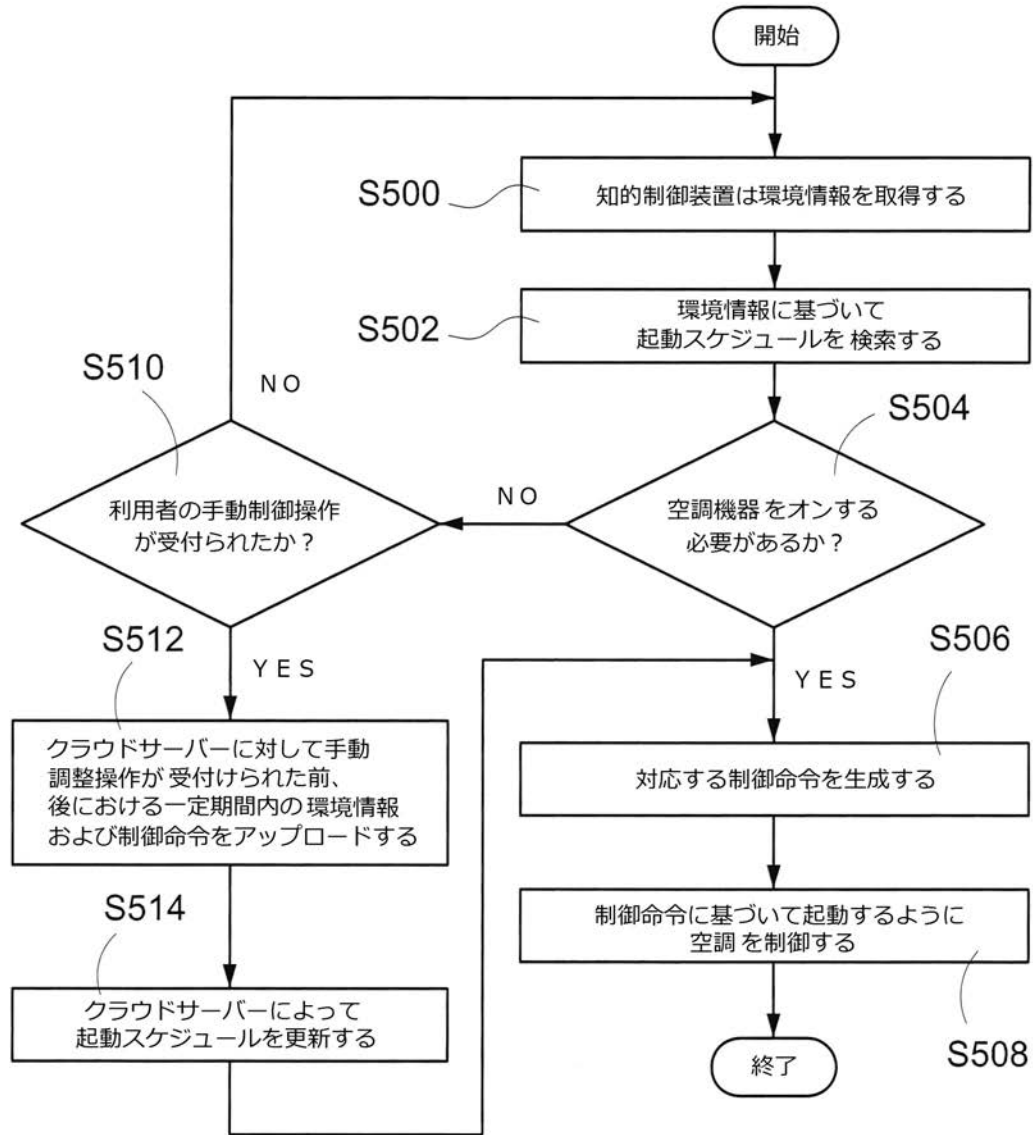 開始
S500
知的制御装置は環境情報を取得する
S502
環境情報に基づいて
起動スケジュールを検索する
S504
空調機器をオンする
必要があるか？
NO
YES
S510
利用者の手動制御操作
が受付られたか？
NO
YES
S512
クラウドサーバーに対して手動
調整操作が受付けられた前、
後における一定期間内の環境情報
および制御命令をアップロードする
S514
クラウドサーバーによって
起動スケジュールを更新する
S506
対応する制御命令を生成する
制御命令に基づいて起動するように
空調を制御する
S508
終了